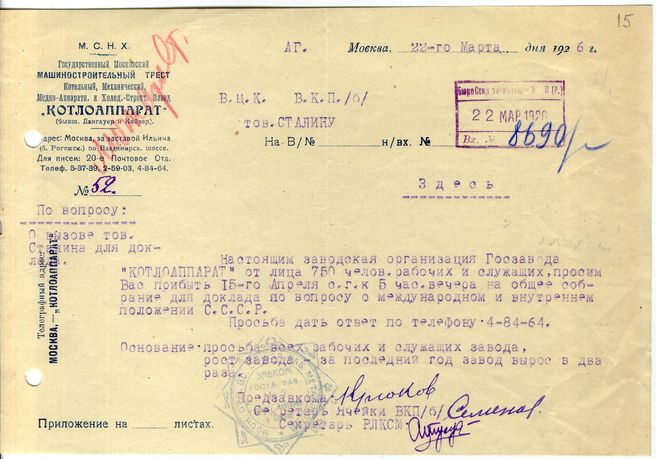 15
М. С. Н. Х.
Государственный Московский
МАШИНОСТРОИТЕЛЬНЫЙ ТРЕСТ
Котельный, Механический,
Медно-Аппаратн. и Холод.-Строит. Завод
„КОТЛОАППАРАТ"
(бывш. Дангауер и Кайзер)
Адрес: Москва, за заставой Ильича
(б. Рогожск.) по Владимирск. шоссе.
Для писем: 20-е Почтовое Отд.
Телеф. 5-37-39, 2-59-03, 4-84-64.
№ 52.
АГ. Москва, 22-го Марта дня 1926 г.
В.Ц.К. В.К.П./б/
тов. СТАЛИНУ
На В/№ н/вх. №
22 МАР 1926
Вх. № 8690/
Здесь
По вопросу:
О вызове тов.
Сталина для док-
лада.
Телеграфный адрес:
МОСКВА,—„КОТЛОАППАРАТ"
Настоящим заводская организация Госзавода
"КОТЛОАППАРАТ" от лица 750 челов. рабочих и служащих, просим
Вас прибыть 15-го Апреля с.г. к 5 час. вечера на общее соб-
рание для доклада по вопросу о международном и внутреннем
положении С.С.С.Р.
Просьба дать ответ по телефону 4-84-64.
Основание: просьба всех рабочих и служащих завода,
рост завода, за последний год завод вырос в два
раза.
Предзавкома: Крюков
Секретарь Ячейки ВКП/б/ Семенов
Секретарь РЛКСМ
Приложение на листах.
ЗАВКОМ